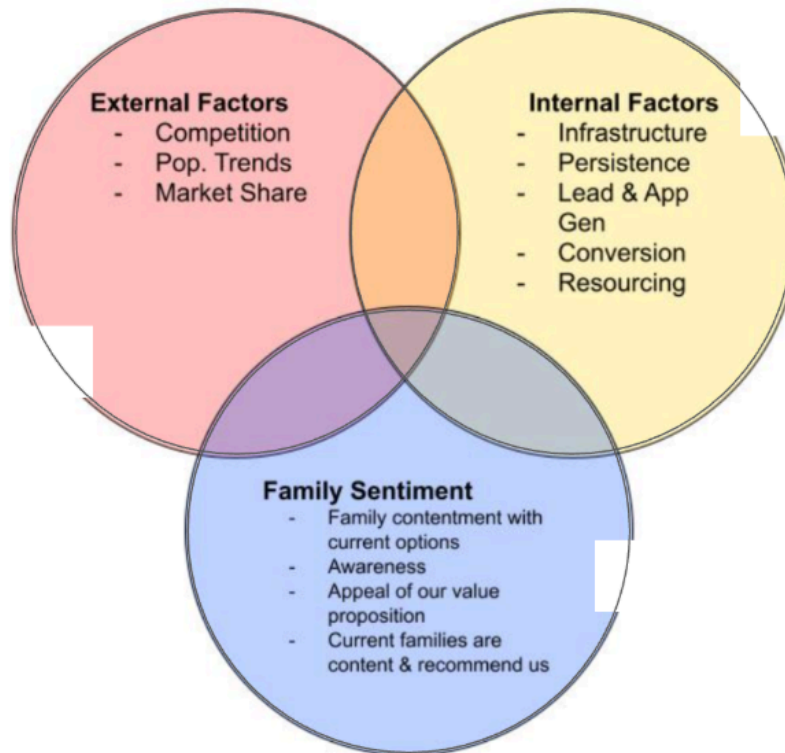 External Factors
- Competition
- Pop. Trends
- Market Share
Internal Factors
- Infrastructure
- Persistence
- Lead & App
Gen
- Conversion
- Resourcing
Family Sentiment
- Family contentment with
current options
- Awareness
- Appeal of our value
proposition
- Current families are
content & recommend us